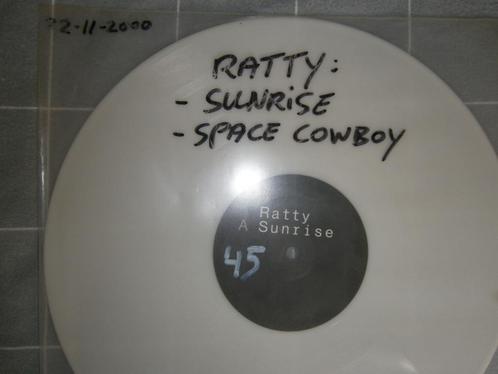 22-11-2000
RATTY:
- SUNRISE
- SPACE COWBOY
Ratty
A Sunrise
45